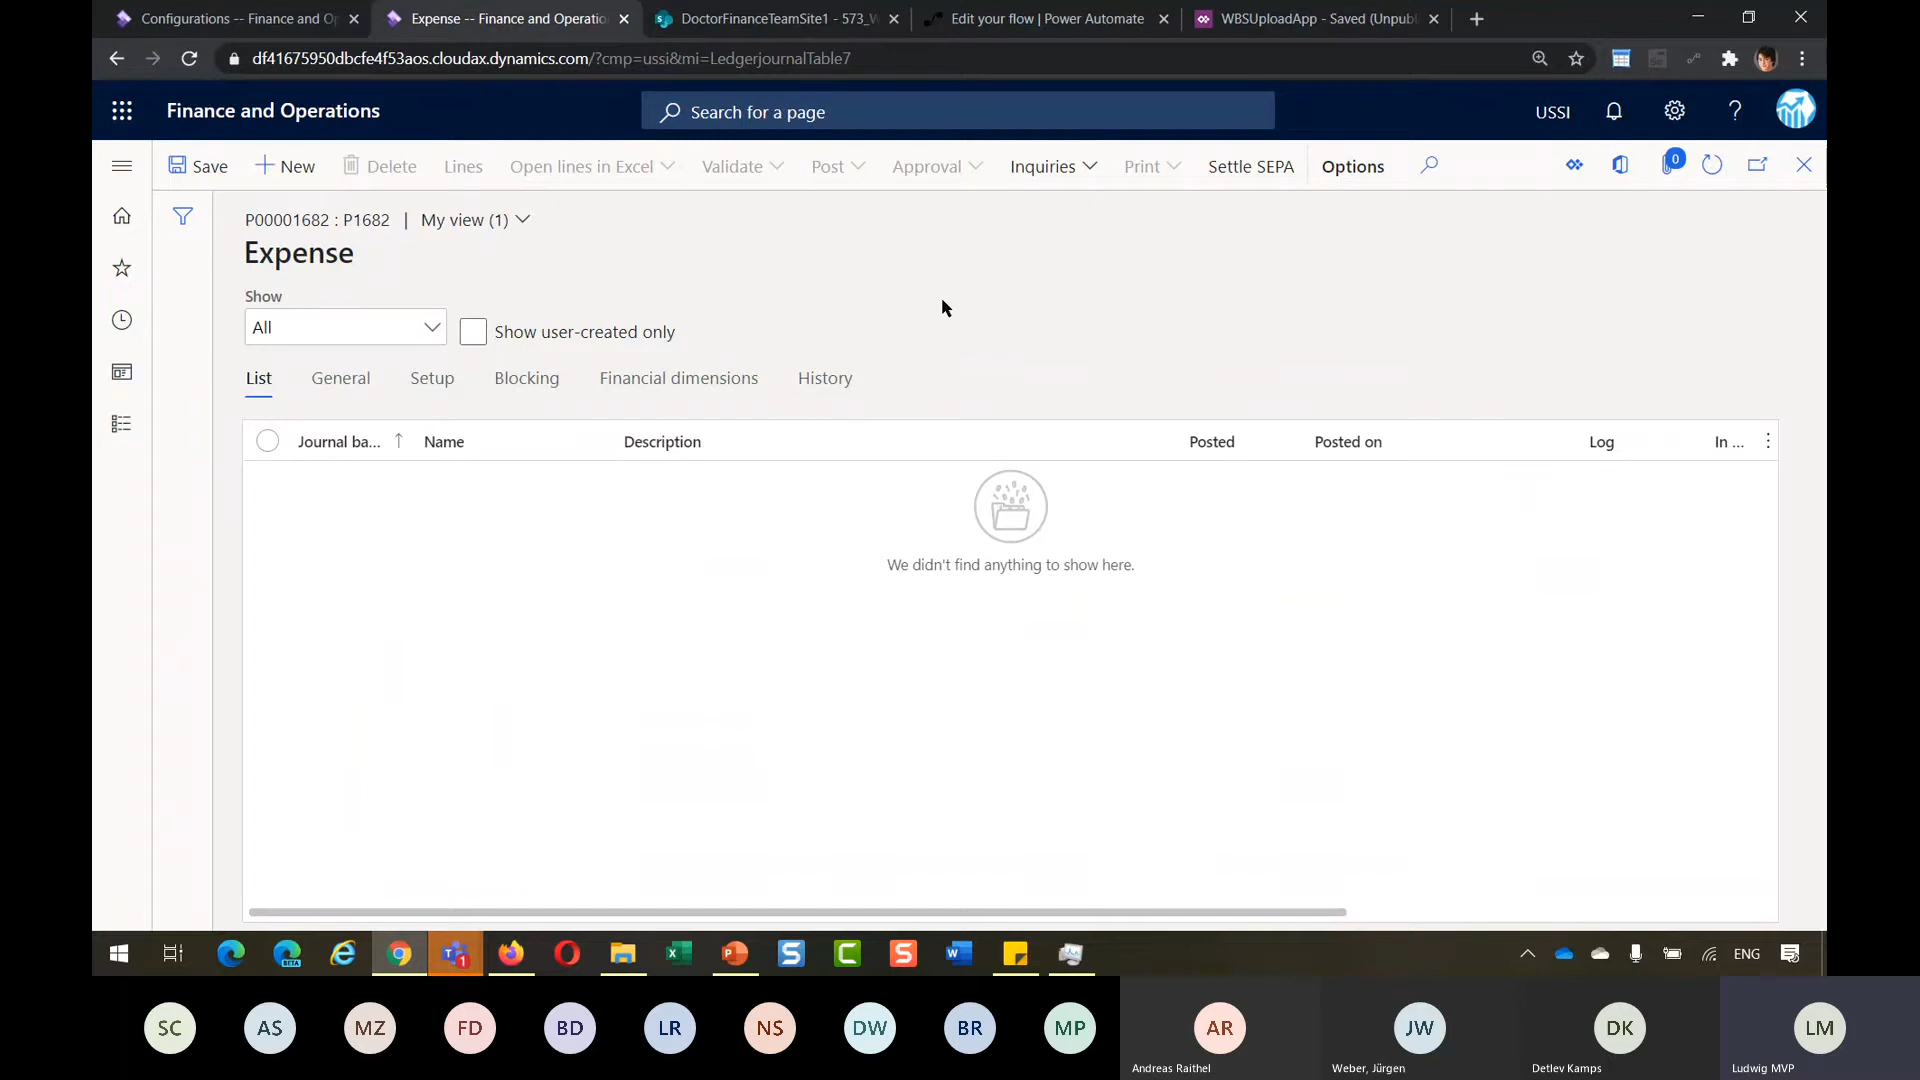 Configurations -- Finance and Op
Expense -- Finance and Operatio
DoctorFinanceTeamSite1 - 573_W
Edit your flow | Power Automate
WBSUploadApp - Saved (Unpubl
df41675950dbcfe4f53aos.cloudax.dynamics.com/?cmp=ussi&mi=LedgerjournalTable7
Finance and Operations
Search for a page
USSI
Save
New
Delete
Lines
Open lines in Excel
Validate
Post
Approval
Inquiries
Print
Settle SEPA
Options
0
P00001682 : P1682 | My view (1)
Expense
Show
All
Show user-created only
List
General
Setup
Blocking
Financial dimensions
History
Journal ba...
Name
Description
Posted
Posted on
Log
In ...
We didn't find anything to show here.
BETA
1
ENG
SC
AS
MZ
FD
BD
LR
NS
DW
BR
MP
AR
JW
DK
LM
Andreas Raithel
Weber, Jürgen
Detlev Kamps
Ludwig MVP